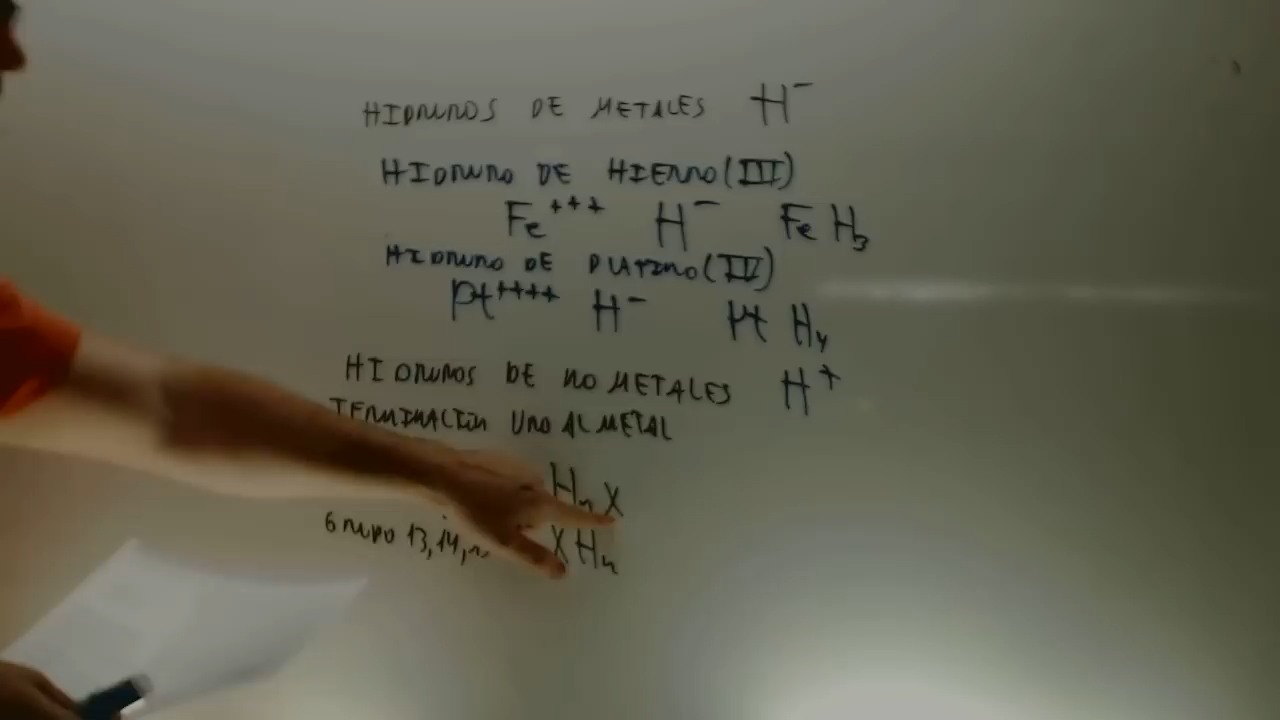 HIDRUROS DE METALES H⁻
HIDRURO DE HIERRO (III)
Fe⁺⁺⁺ H⁻ FeH₃
HIDRURO DE PLATINO (IV)
Pt⁺⁺⁺⁺ H⁻ PtH₄
HIDRUROS DE NO METALES H⁺
TERMINACION URO AL METAL
HₙX
GRUPO 13, 14, XHₙ